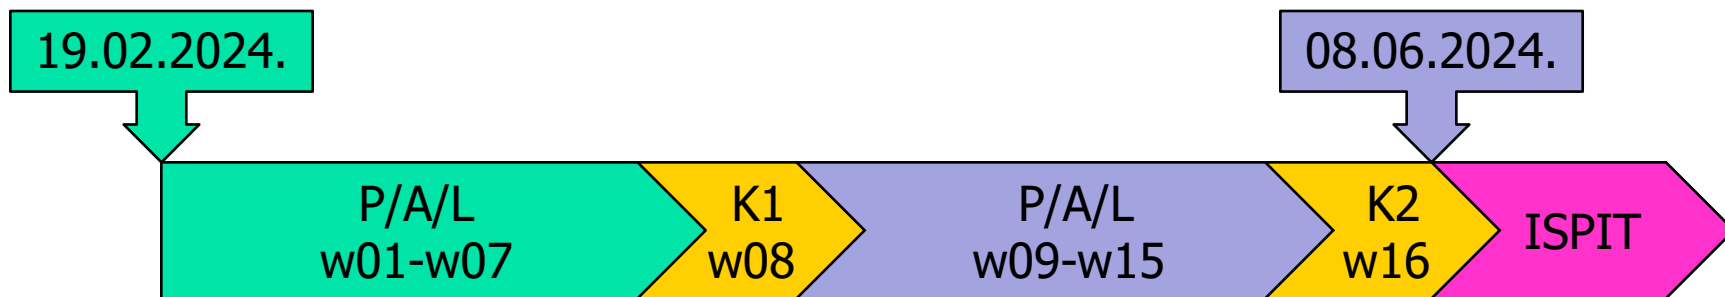 19.02.2024.
08.06.2024.
P/A/L
w01-w07
K1
w08
P/A/L
w09-w15
K2
w16
ISPIT